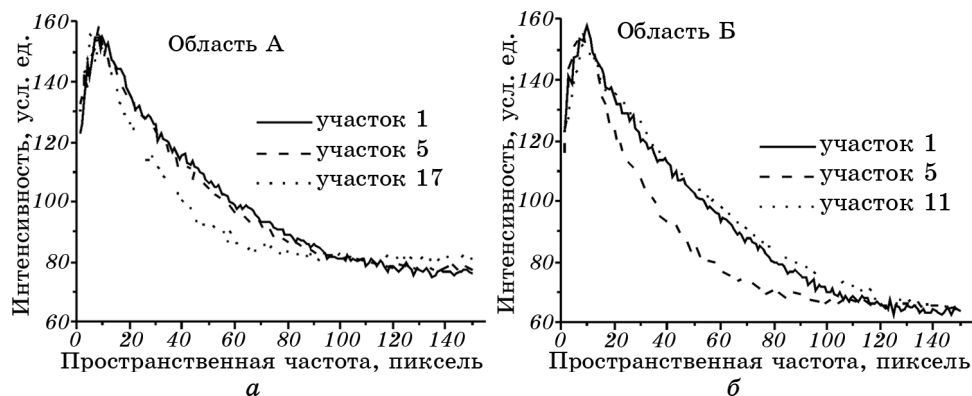 Интенсивность, усл. ед.
160
140
120
100
80
60
Область А
участок 1
участок 5
участок 17
0 20 40 60 80 100 120 140
Пространственная частота, пиксель
а
Интенсивность, усл. ед.
160
140
120
100
80
60
Область Б
участок 1
участок 5
участок 11
0 20 40 60 80 100 120 140
Пространственная частота, пиксель
б